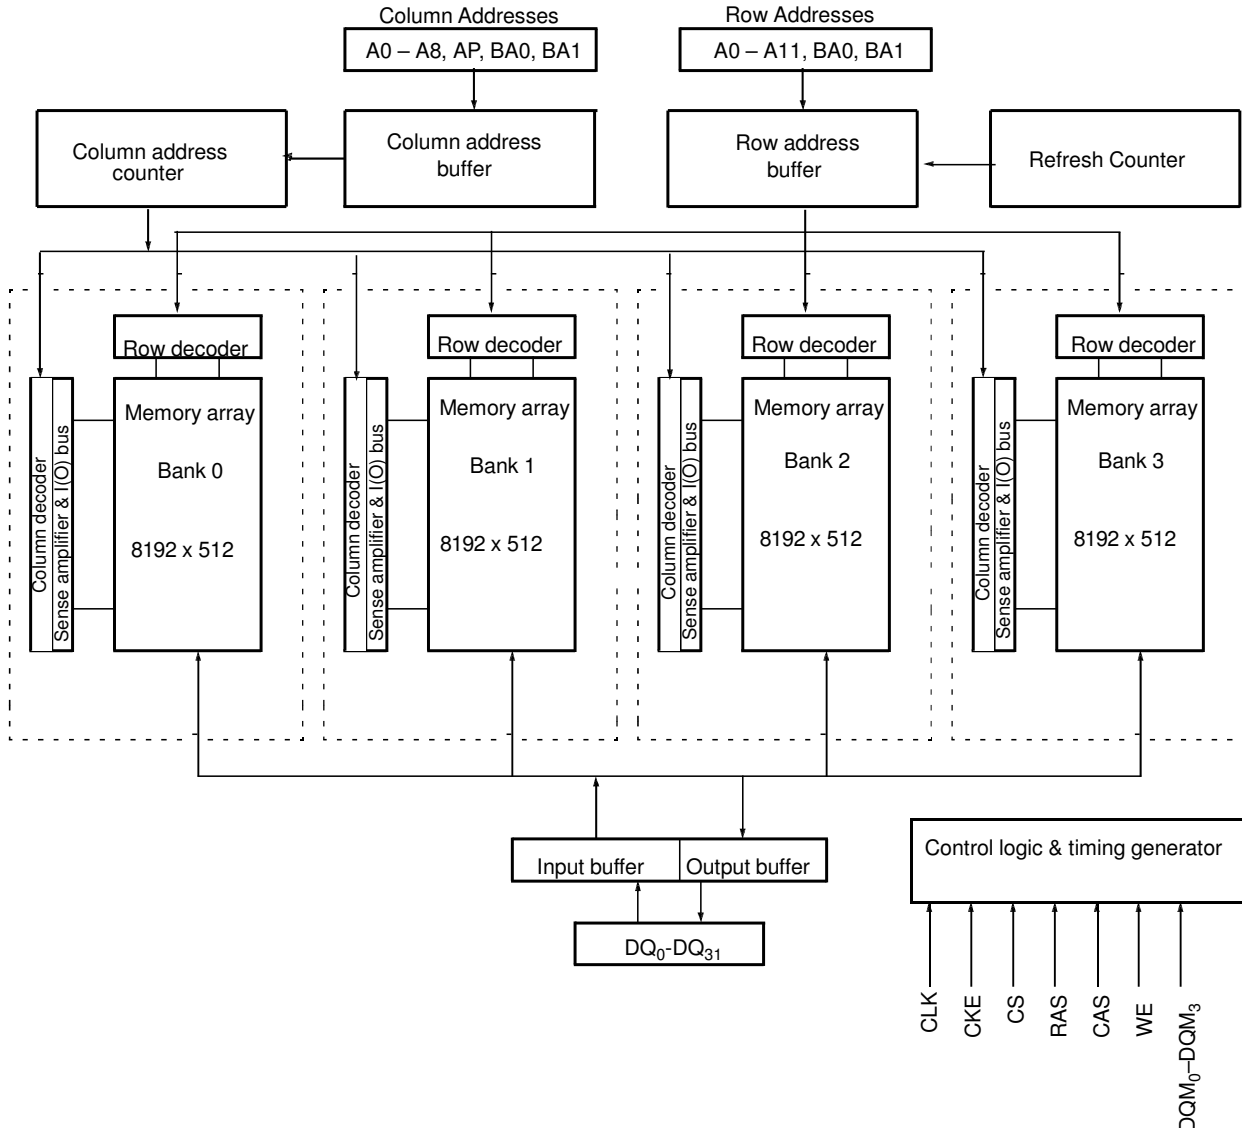 Column Addresses
Row Addresses
A0 – A8, AP, BA0, BA1
A0 – A11, BA0, BA1
Column address
counter
Column address
buffer
Row address
buffer
Refresh Counter
Row decoder
Row decoder
Row decoder
Row decoder
Column decoder
Sense amplifier & I(O) bus
Memory array
Bank 0
8192 x 512
Column decoder
Sense amplifier & I(O) bus
Memory array
Bank 1
8192 x 512
Column decoder
Sense amplifier & I(O) bus
Memory array
Bank 2
8192 x 512
Column decoder
Sense amplifier & I(O) bus
Memory array
Bank 3
8192 x 512
Input buffer
Output buffer
DQ₀-DQ₃₁
Control logic & timing generator
CLK
CKE
CS
RAS
CAS
WE
DQM₀–DQM₃